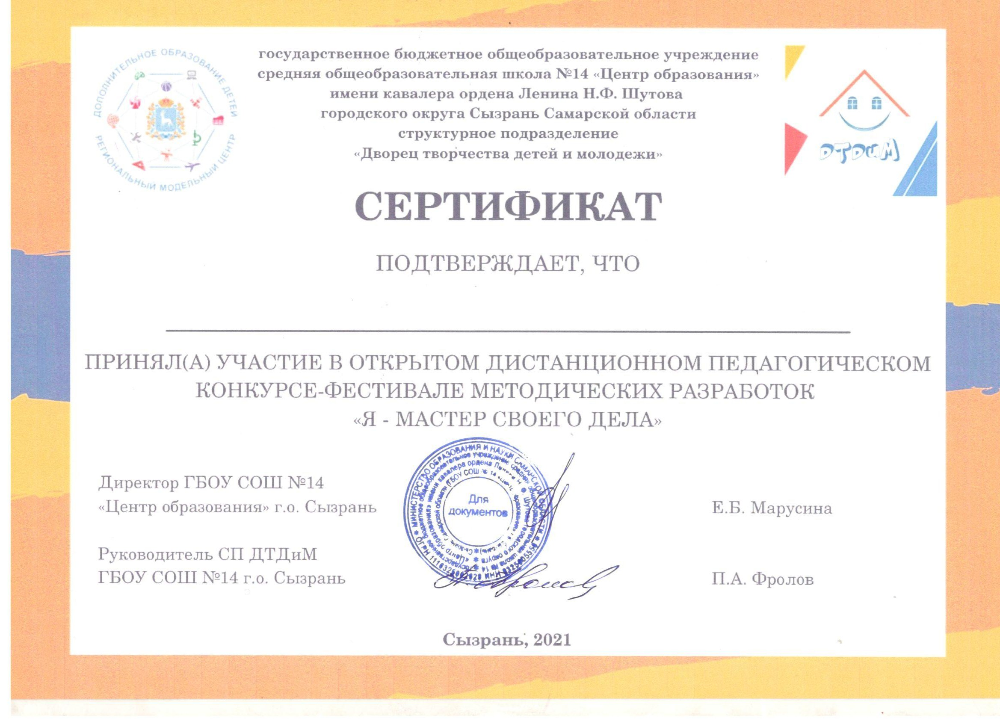 государственное бюджетное общеобразовательное учреждение
средняя общеобразовательная школа №14 «Центр образования»
имени кавалера ордена Ленина Н.Ф. Шутова
городского округа Сызрань Самарской области
структурное подразделение
«Дворец творчества детей и молодежи»
ДОПОЛНИТЕЛЬНОЕ ОБРАЗОВАНИЕ ДЕТЕЙ
РЕГИОНАЛЬНЫЙ МОДЕЛЬНЫЙ ЦЕНТР
ДТДиМ
СЕРТИФИКАТ
ПОДТВЕРЖДАЕТ, ЧТО
ПРИНЯЛ(А) УЧАСТИЕ В ОТКРЫТОМ ДИСТАНЦИОННОМ ПЕДАГОГИЧЕСКОМ
КОНКУРСЕ-ФЕСТИВАЛЕ МЕТОДИЧЕСКИХ РАЗРАБОТОК
«Я - МАСТЕР СВОЕГО ДЕЛА»
Директор ГБОУ СОШ №14
«Центр образования» г.о. Сызрань
Е.Б. Марусина
МИНИСТЕРСТВО ОБРАЗОВАНИЯ И НАУКИ САМАРСКОЙ ОБЛАСТИ
Для
документов
Руководитель СП ДТДиМ
ГБОУ СОШ №14 г.о. Сызрань
П.А. Фролов
Сызрань, 2021